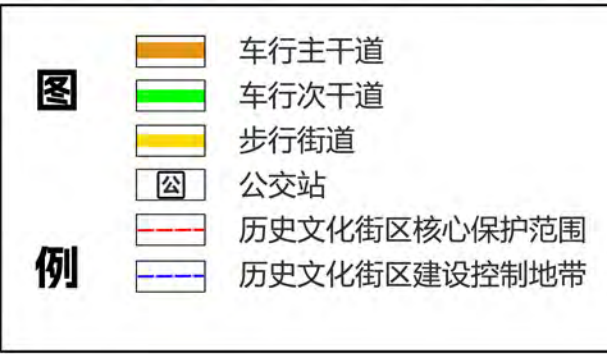 图例
车行主干道
车行次干道
步行街道
公 公交站
历史文化街区核心保护范围
历史文化街区建设控制地带